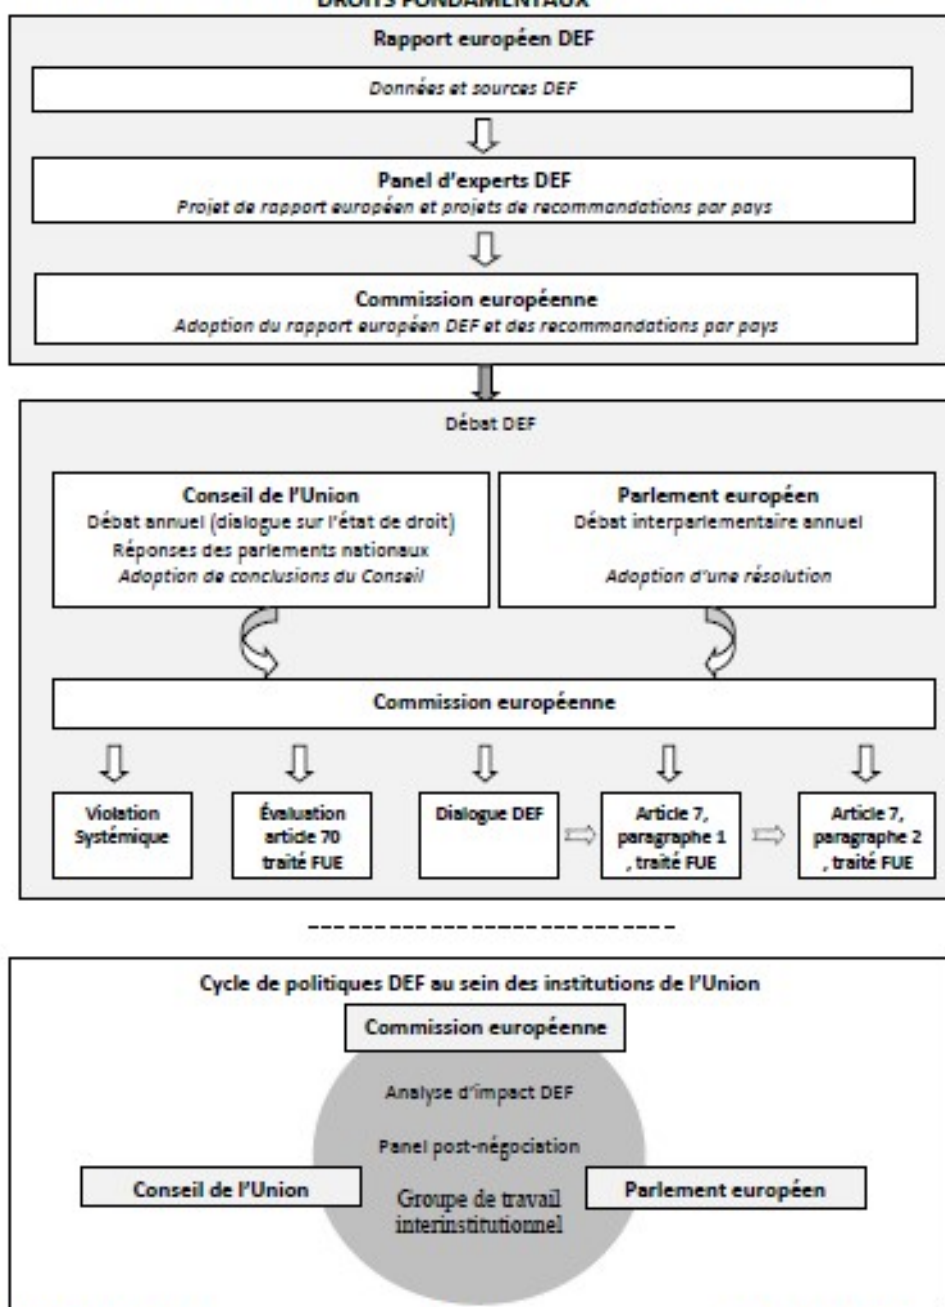 DROITS FONDAMENTAUX
Rapport européen DEF
Données et sources DEF
Panel d'experts DEF
Projet de rapport européen et projets de recommandations par pays
Commission européenne
Adoption du rapport européen DEF et des recommandations par pays
Débat DEF
Conseil de l'Union
Débat annuel (dialogue sur l'état de droit)
Réponses des parlements nationaux
Adoption de conclusions du Conseil
Parlement européen
Débat interparlementaire annuel
Adoption d'une résolution
Commission européenne
Violation
Systémique
Évaluation
article 70
traité FUE
Dialogue DEF
Article 7,
paragraphe 1
, traité FUE
Article 7,
paragraphe 2
, traité FUE
Cycle de politiques DEF au sein des institutions de l'Union
Commission européenne
Analyse d'impact DEF
Panel post-négociation
Conseil de l'Union
Groupe de travail
interinstitutionnel
Parlement européen